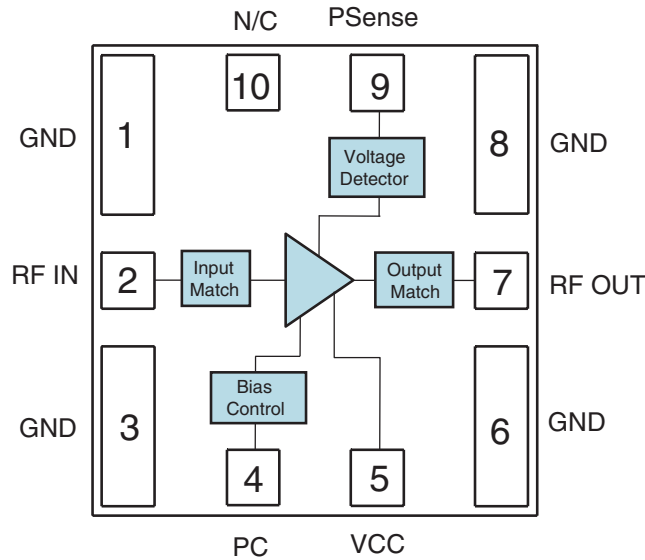 N/C
PSense
10
9
1
8
GND
GND
Voltage
Detector
RF IN
2
Input
Match
Output
Match
7
RF OUT
Bias
Control
GND
3
6
GND
4
5
PC
VCC